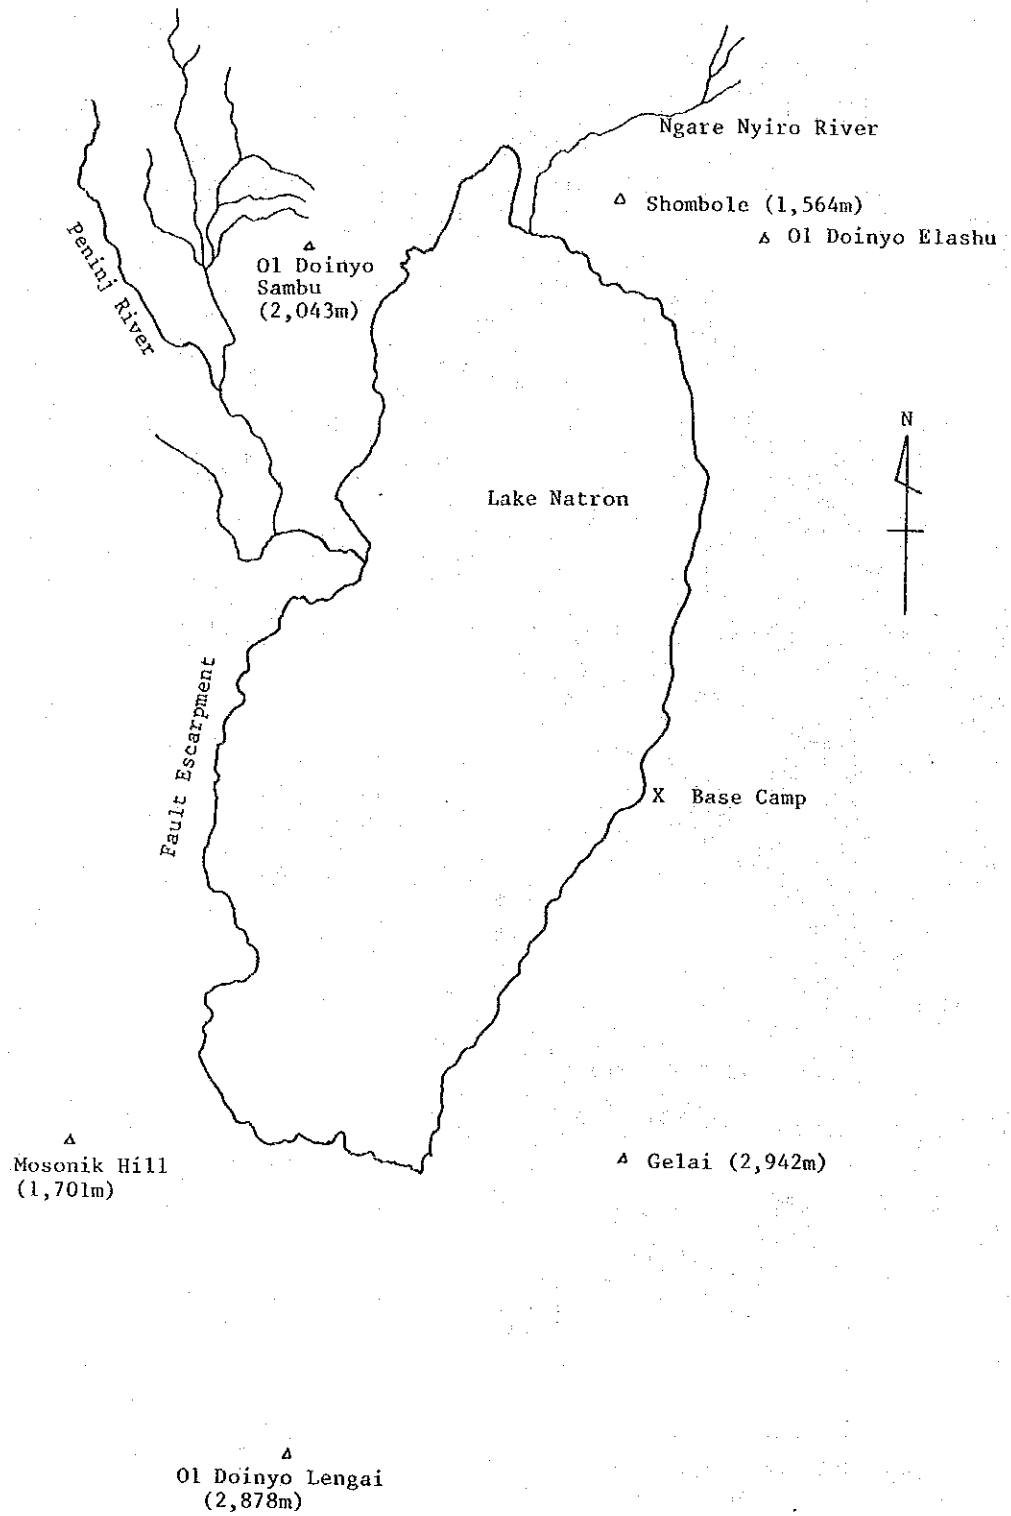 Ngare Nyiro River
Shombole (1,564m)
Ol Doinyo Elashu
Peninj River
Ol Doinyo
Sambu
(2,043m)
N
Lake Natron
Fault Escarpment
X Base Camp
Mosonik Hill
(1,701m)
Gelai (2,942m)
Ol Doinyo Lengai
(2,878m)